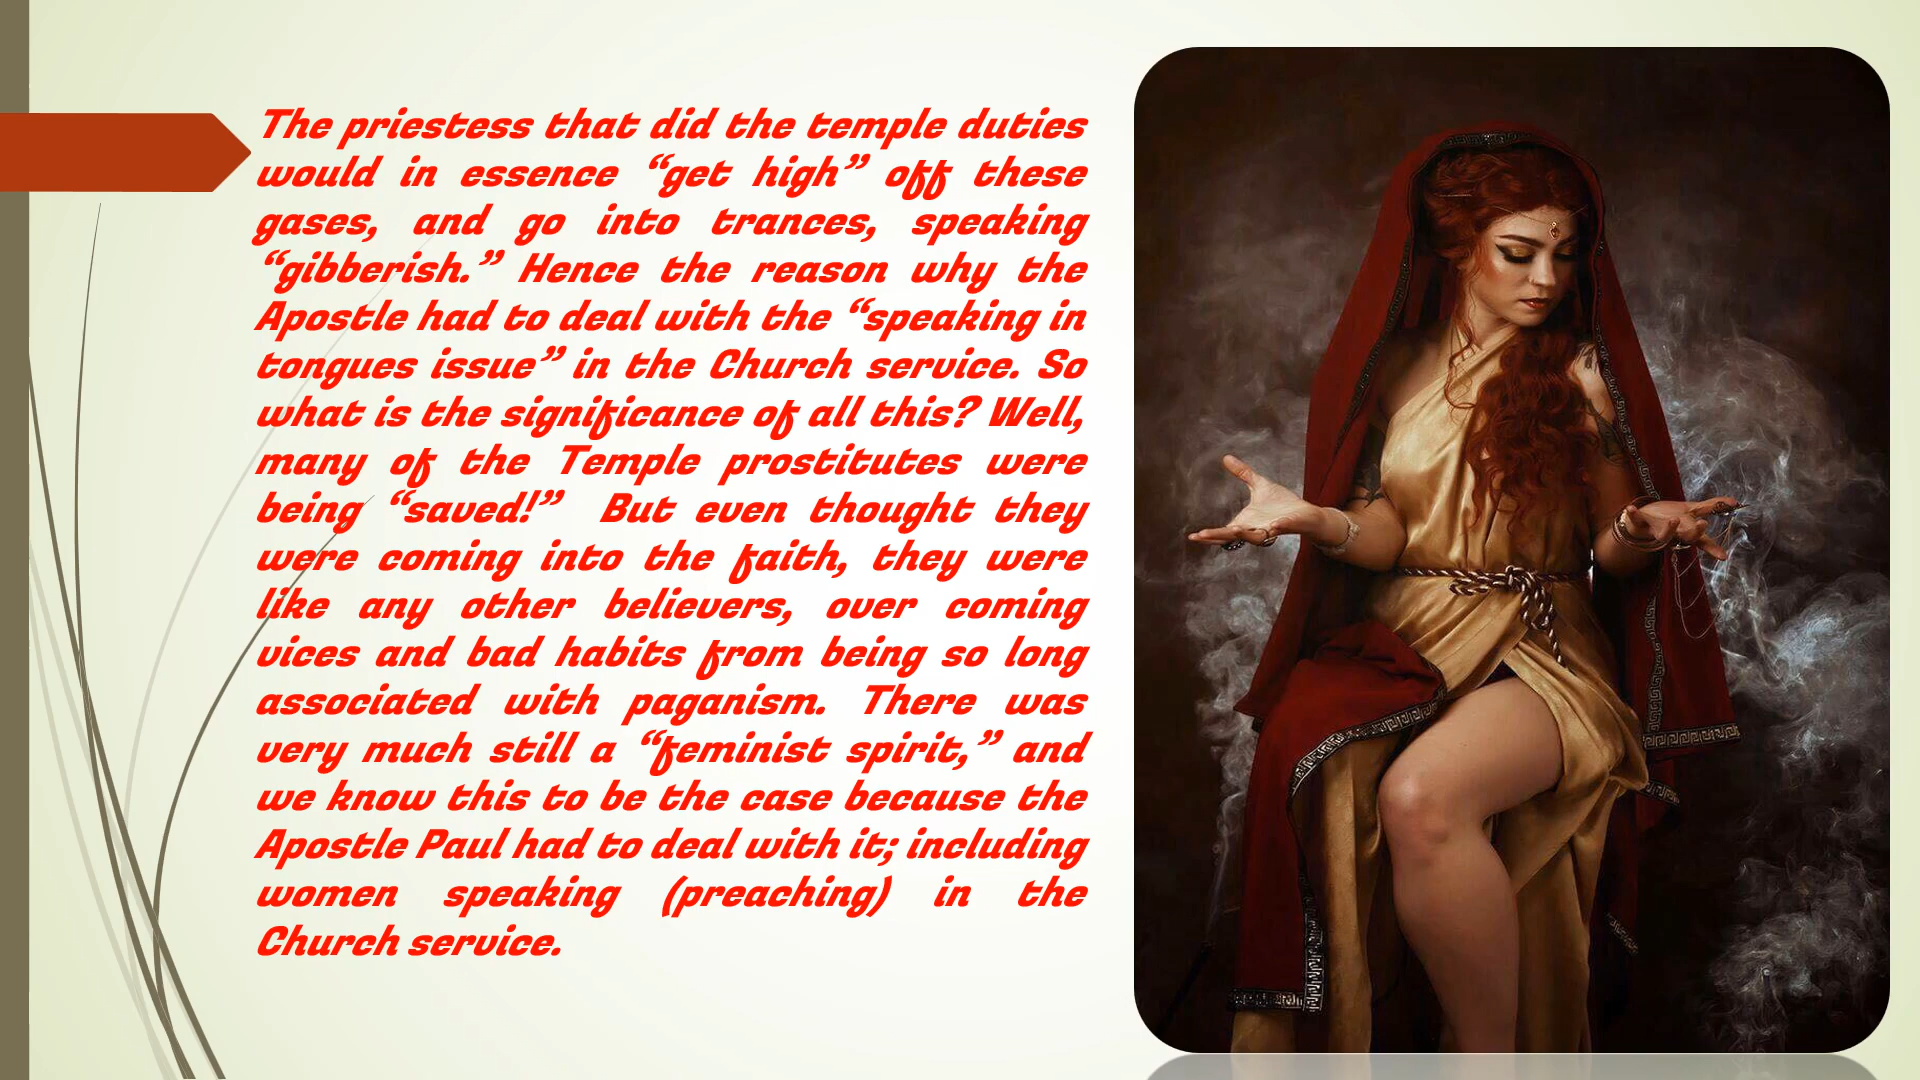 The priestess that did the temple duties
would in essence “get high” off these
gases, and go into trances, speaking
“gibberish.” Hence the reason why the
Apostle had to deal with the “speaking in
tongues issue” in the Church service. So
what is the significance of all this? Well,
many of the Temple prostitutes were
being “saved!” But even thought they
were coming into the faith, they were
like any other believers, over coming
vices and bad habits from being so long
associated with paganism. There was
very much still a “feminist spirit,” and
we know this to be the case because the
Apostle Paul had to deal with it; including
women speaking (preaching) in the
Church service.